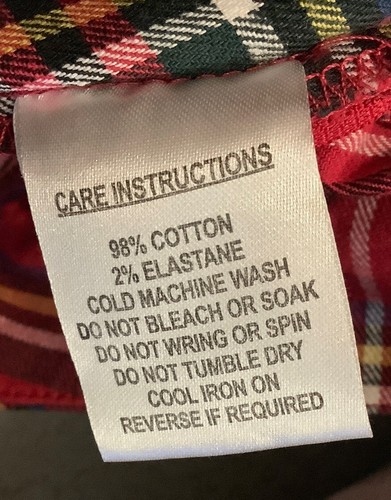 CARE INSTRUCTIONS
98% COTTON
2% ELASTANE
COLD MACHINE WASH
DO NOT BLEACH OR SOAK
DO NOT WRING OR SPIN
DO NOT TUMBLE DRY
COOL IRON ON
REVERSE IF REQUIRED